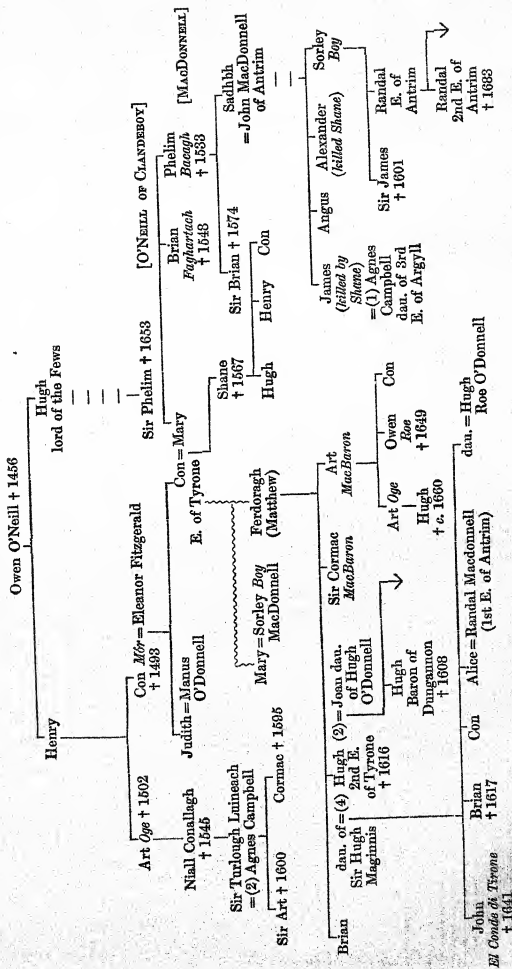 Owen O'Neill † 1456
Henry
Hugh
lord of the Fews
Art Oge † 1502
Con Mór = Eleanor Fitzgerald
† 1493
Sir Phelim † 1653
[O'NEILL OF CLANDEBOY]
Niall Conallagh
† 1545
Judith = Manus
O'Donnell
Con = Mary
E. of Tyrone
Brian
Faghartach
† 1548
Phelim
Bacagh
† 1533
[MACDONNELL]
Sir Turlough Luineach
= (2) Agnes Campbell
Shane
† 1567
Sir Brian † 1574
Sadhbh
= John MacDonnell
of Antrim
Sir Art † 1600
Cormac † 1595
Mary = Sorley Boy
MacDonnell
Ferdoragh
(Matthew)
Hugh
Henry
Con
James
(killed by
Shane)
= (1) Agnes
Campbell
dau. of 3rd
E. of Argyll
Angus
Alexander
(killed Shane)
Sorley
Boy
Brian
dau. of = (4) Hugh (2) = Joan dau.
Sir Hugh
Maginnis
2nd E.
of Tyrone
† 1616
of Hugh
O'Donnell
Sir Cormac
MacBaron
Art
MacBaron
Sir James
† 1601
Randal
E. of
Antrim
Hugh
Baron of
Dungannon
† 1608
Art Oge
Owen
Roe
† 1649
Con
Hugh
† c. 1660
Randal
2nd E. of
Antrim
† 1683
John
El Conde di Tirone
† 1641
Brian
† 1617
Con
Alice = Randal Macdonnell
(1st E. of Antrim)
dau. = Hugh
Roe O'Donnell